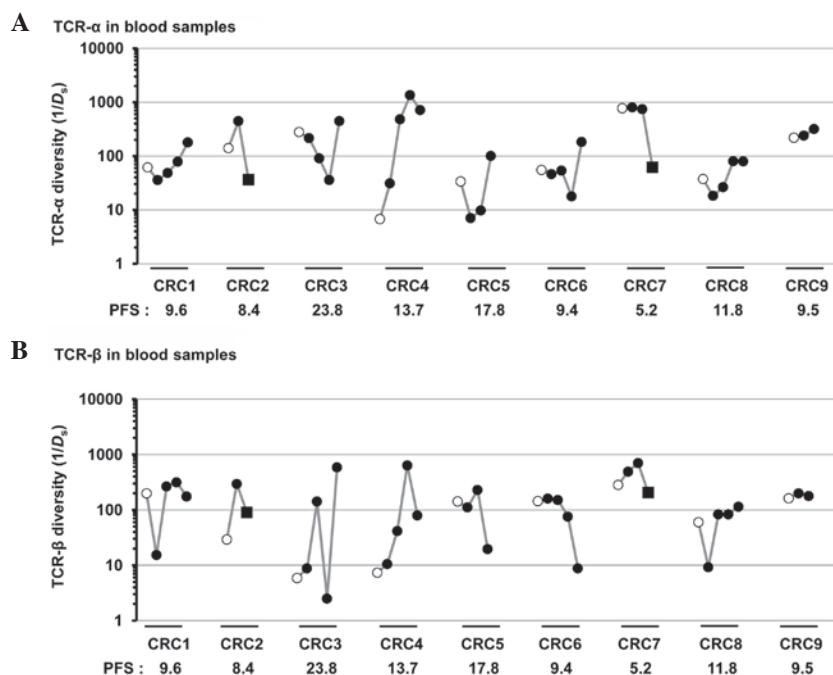 A TCR-α in blood samples
10000
1000
100
10
1
TCR-α diversity (1/Ds)
CRC1 CRC2 CRC3 CRC4 CRC5 CRC6 CRC7 CRC8 CRC9
PFS : 9.6 8.4 23.8 13.7 17.8 9.4 5.2 11.8 9.5
B TCR-β in blood samples
10000
1000
100
10
1
TCR-β diversity (1/Ds)
CRC1 CRC2 CRC3 CRC4 CRC5 CRC6 CRC7 CRC8 CRC9
PFS : 9.6 8.4 23.8 13.7 17.8 9.4 5.2 11.8 9.5